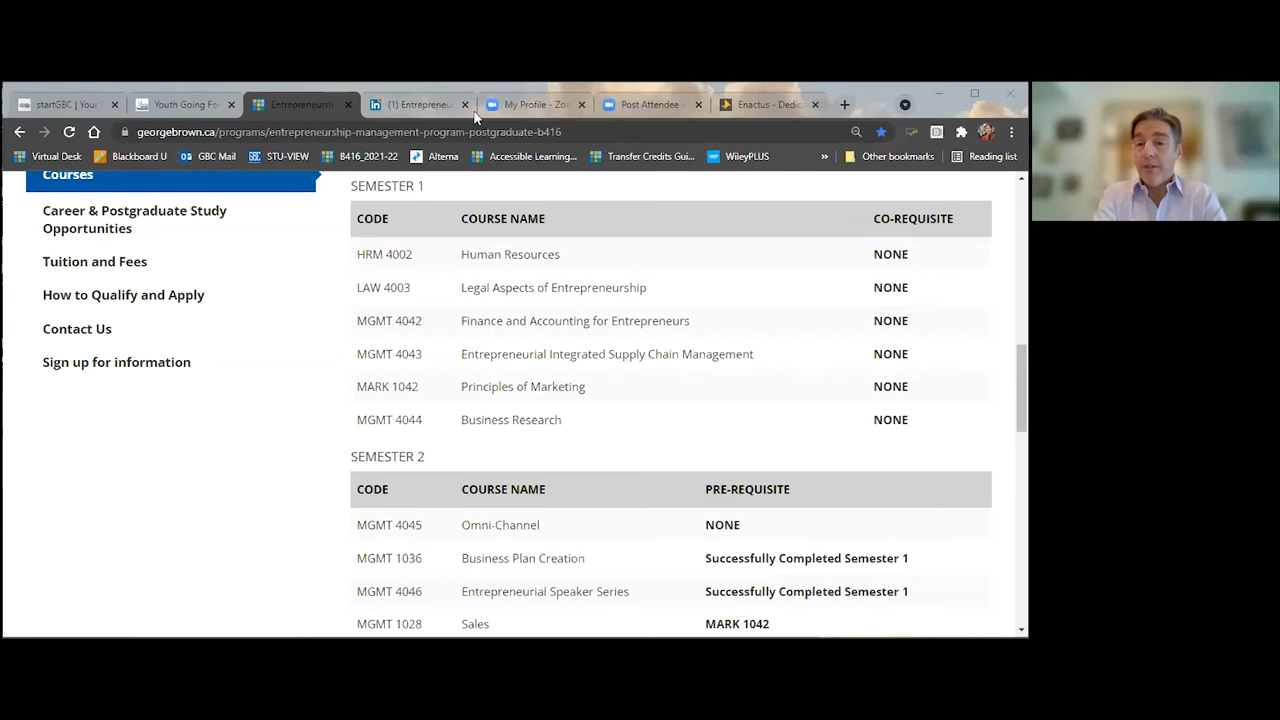 startGBC | Your
Youth Going Fo
Entrepreneursh
(1) Entrepreneu
My Profile - Zoo
Post Attendee -
Enactus - Dedic
georgebrown.ca/programs/entrepreneurship-management-program-postgraduate-b416
Virtual Desk
Blackboard U
GBC Mail
STU-VIEW
B416_2021-22
Alterna
Accessible Learning...
Transfer Credits Gui...
WileyPLUS
»
Other bookmarks
Reading list
Courses
Career & Postgraduate Study
Opportunities
Tuition and Fees
How to Qualify and Apply
Contact Us
Sign up for information
SEMESTER 1
CODE COURSE NAME CO-REQUISITE
HRM 4002 Human Resources NONE
LAW 4003 Legal Aspects of Entrepreneurship NONE
MGMT 4042 Finance and Accounting for Entrepreneurs NONE
MGMT 4043 Entrepreneurial Integrated Supply Chain Management NONE
MARK 1042 Principles of Marketing NONE
MGMT 4044 Business Research NONE
SEMESTER 2
CODE COURSE NAME PRE-REQUISITE
MGMT 4045 Omni-Channel NONE
MGMT 1036 Business Plan Creation Successfully Completed Semester 1
MGMT 4046 Entrepreneurial Speaker Series Successfully Completed Semester 1
MGMT 1028 Sales MARK 1042